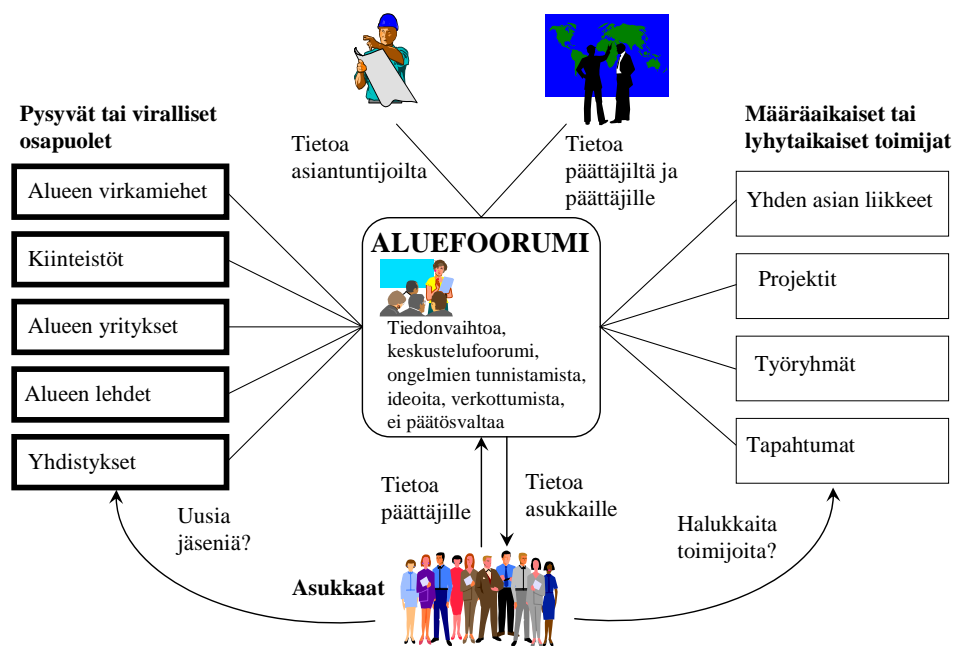 Pysyvät tai viralliset
osapuolet
Alueen virkamiehet
Kiinteistöt
Alueen yritykset
Alueen lehdet
Yhdistykset
Tietoa
asiantuntijoilta
Tietoa
päättäjiltä ja
päättäjille
Määräaikaiset tai
lyhytaikaiset toimijat
Yhden asian liikkeet
Projektit
Työryhmät
Tapahtumat
ALUEFOORUMI
Tiedonvaihtoa,
keskustelufoorumi,
ongelmien tunnistamista,
ideoita, verkottumista,
ei päätösvaltaa
Uusia
jäseniä?
Tietoa
päättäjille
Tietoa
asukkaille
Halukkaita
toimijoita?
Asukkaat